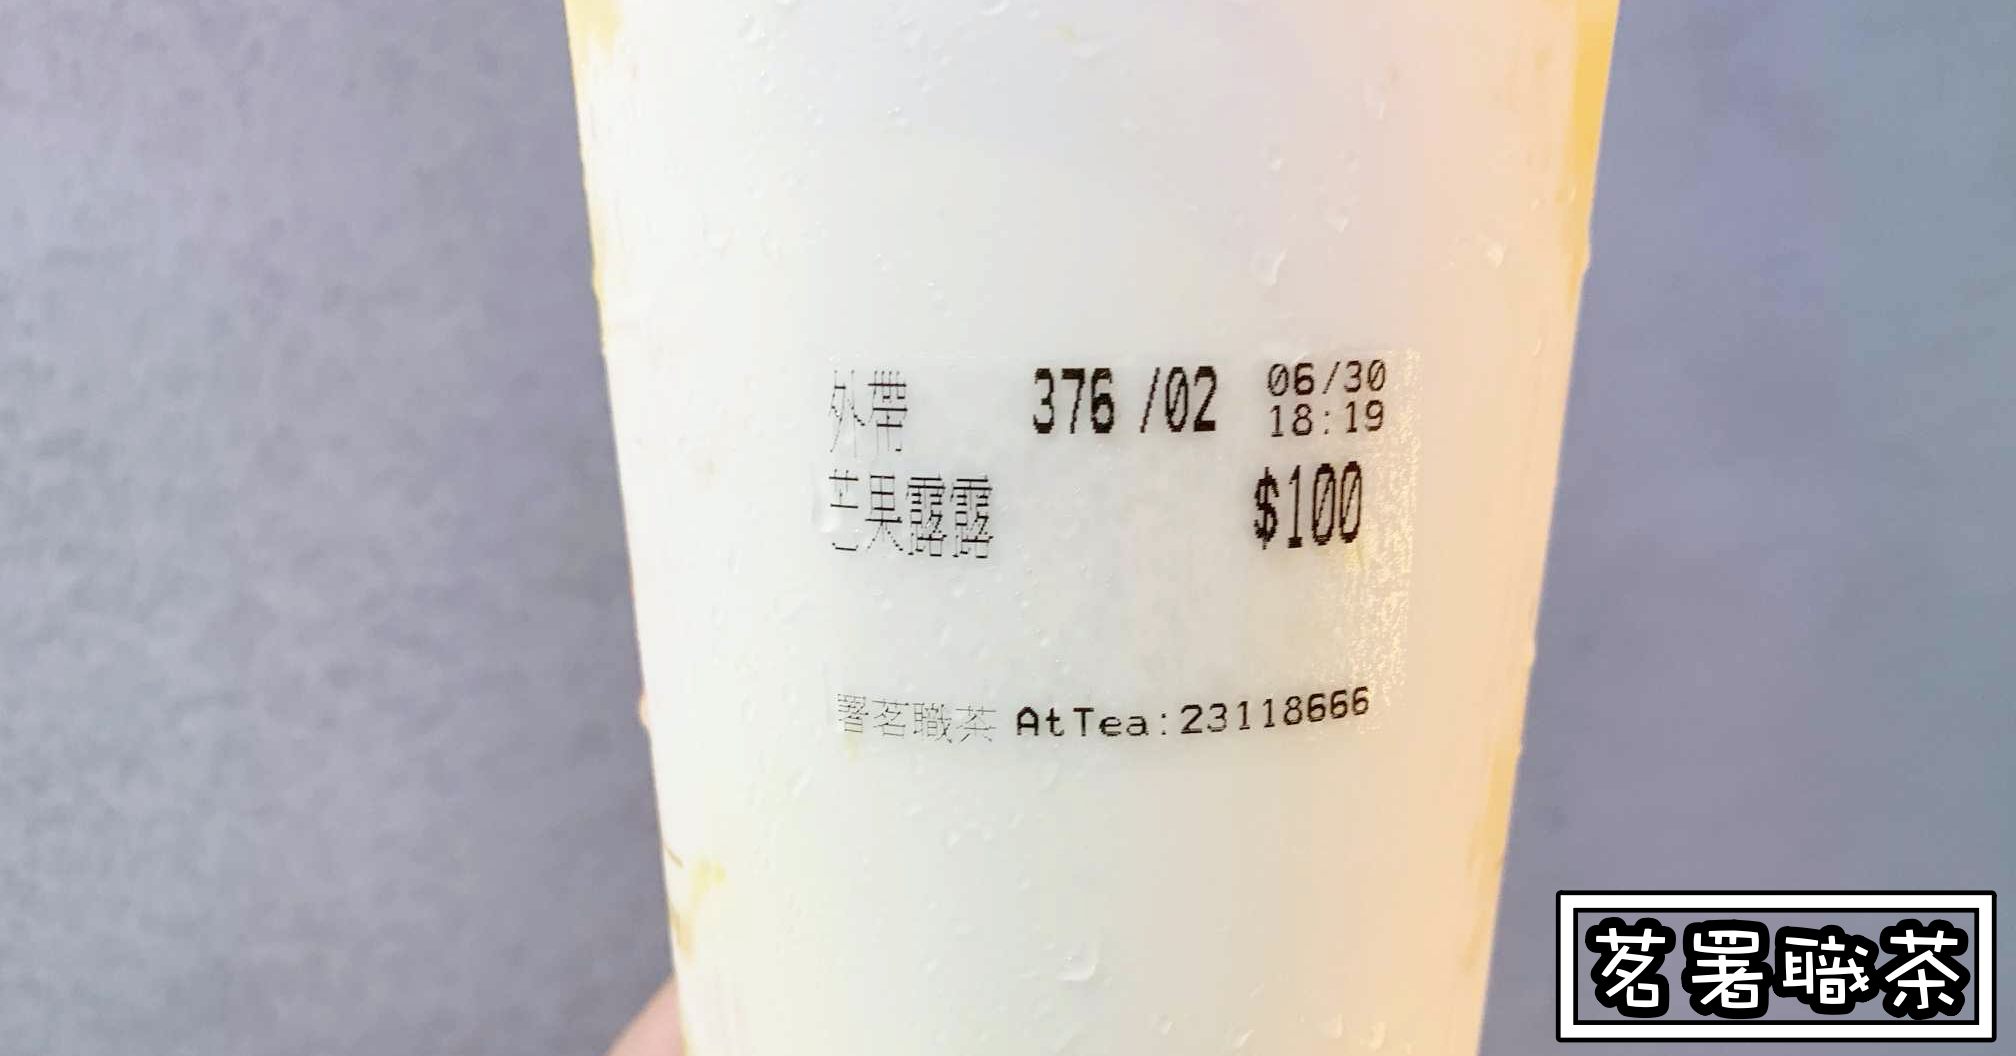 外帶 376 /02 06/30
18:19
芒果露露 $100
署茗職茶 AtTea:23118666
茗署職茶